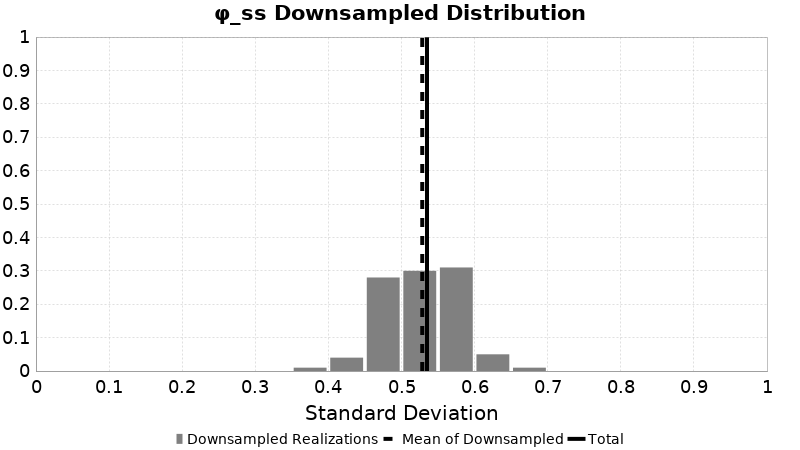 φ_ss Downsampled Distribution
1
0.9
0.8
0.7
0.6
0.5
0.4
0.3
0.2
0.1
0
0 0.1 0.2 0.3 0.4 0.5 0.6 0.7 0.8 0.9 1
Standard Deviation
Downsampled Realizations Mean of Downsampled Total